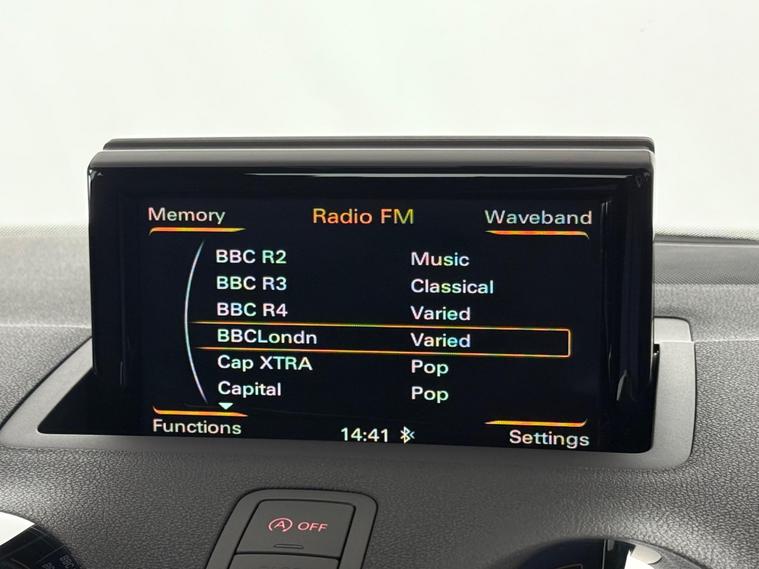 Memory Radio FM Waveband
BBC R2 Music
BBC R3 Classical
BBC R4 Varied
BBCLondn Varied
Cap XTRA Pop
Capital Pop
Functions 14:41 Settings
A OFF